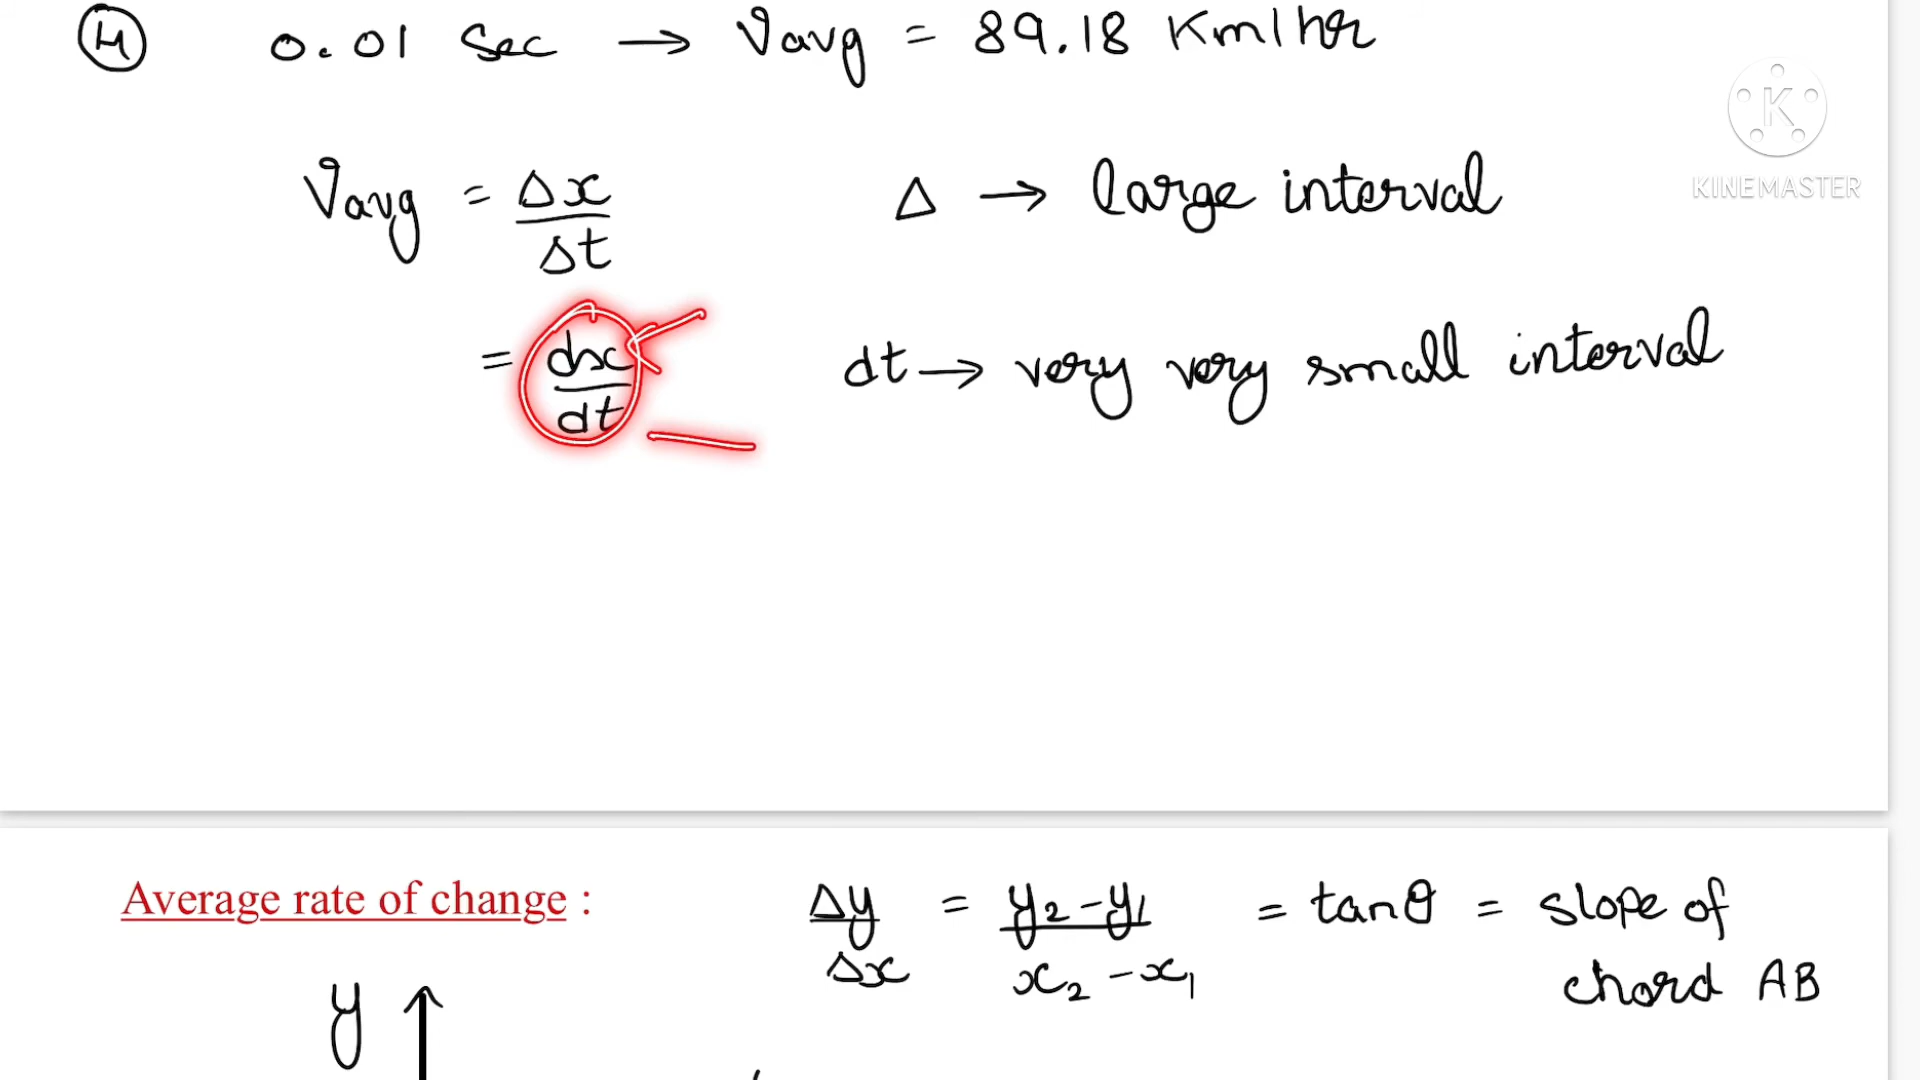 4 0.01 Sec → Vavg = 89.18 Km/hr
KINEMASTER
Vavg = Δx/Δt Δ → large interval
= dx/dt dt → very very small interval
Average rate of change : Δy/Δx = y₂-y₁/x₂-x₁ = tanθ = slope of
chord AB
y